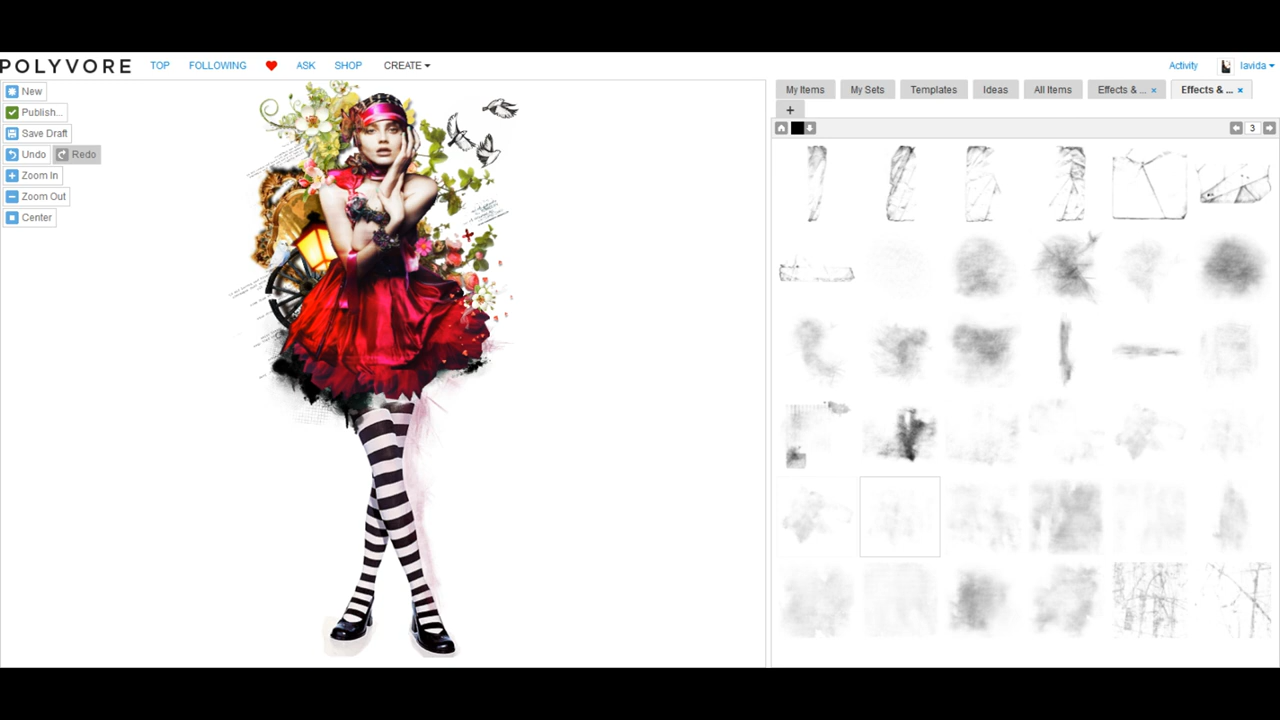 POLYVORE TOP FOLLOWING ASK SHOP CREATE Activity lavida
New
Publish...
Save Draft
Undo Redo
Zoom In
Zoom Out
Center
My Items My Sets Templates Ideas All Items Effects & ... × Effects & ... ×
+
3